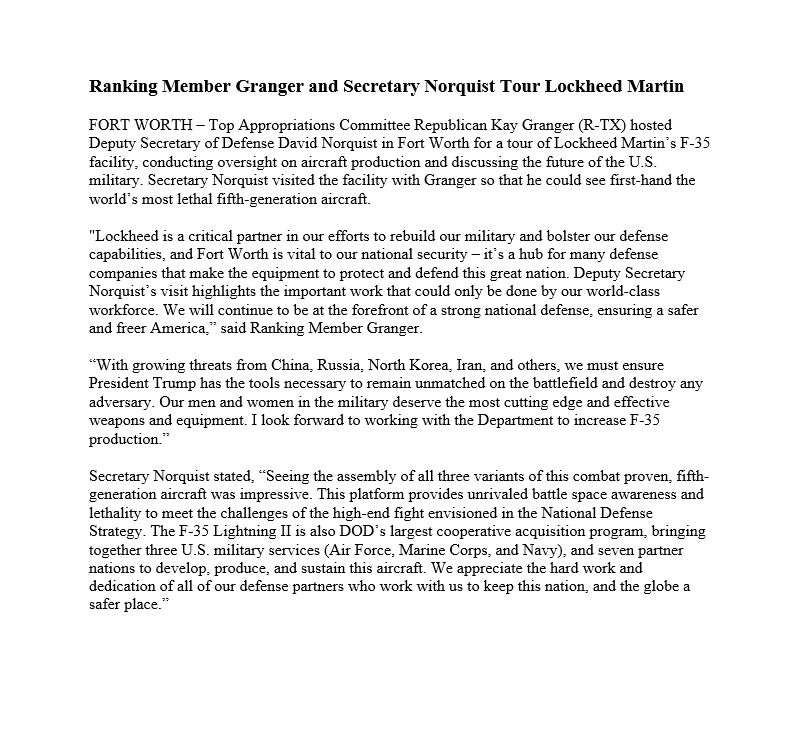 Ranking Member Granger and Secretary Norquist Tour Lockheed Martin
FORT WORTH – Top Appropriations Committee Republican Kay Granger (R-TX) hosted
Deputy Secretary of Defense David Norquist in Fort Worth for a tour of Lockheed Martin’s F-35
facility, conducting oversight on aircraft production and discussing the future of the U.S.
military. Secretary Norquist visited the facility with Granger so that he could see first-hand the
world’s most lethal fifth-generation aircraft.
"Lockheed is a critical partner in our efforts to rebuild our military and bolster our defense
capabilities, and Fort Worth is vital to our national security – it’s a hub for many defense
companies that make the equipment to protect and defend this great nation. Deputy Secretary
Norquist’s visit highlights the important work that could only be done by our world-class
workforce. We will continue to be at the forefront of a strong national defense, ensuring a safer
and freer America,” said Ranking Member Granger.
“With growing threats from China, Russia, North Korea, Iran, and others, we must ensure
President Trump has the tools necessary to remain unmatched on the battlefield and destroy any
adversary. Our men and women in the military deserve the most cutting edge and effective
weapons and equipment. I look forward to working with the Department to increase F-35
production.”
Secretary Norquist stated, “Seeing the assembly of all three variants of this combat proven, fifth-
generation aircraft was impressive. This platform provides unrivaled battle space awareness and
lethality to meet the challenges of the high-end fight envisioned in the National Defense
Strategy. The F-35 Lightning II is also DOD’s largest cooperative acquisition program, bringing
together three U.S. military services (Air Force, Marine Corps, and Navy), and seven partner
nations to develop, produce, and sustain this aircraft. We appreciate the hard work and
dedication of all of our defense partners who work with us to keep this nation, and the globe a
safer place.”